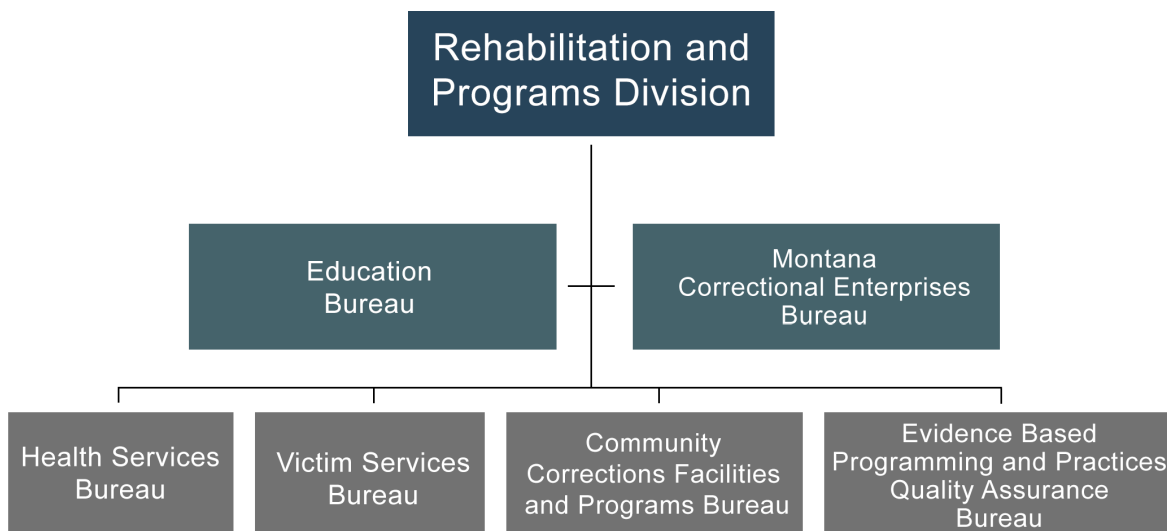 Rehabilitation and
Programs Division
Education
Bureau
Montana
Correctional Enterprises
Bureau
Health Services
Bureau
Victim Services
Bureau
Community
Corrections Facilities
and Programs Bureau
Evidence Based
Programming and Practices
Quality Assurance
Bureau